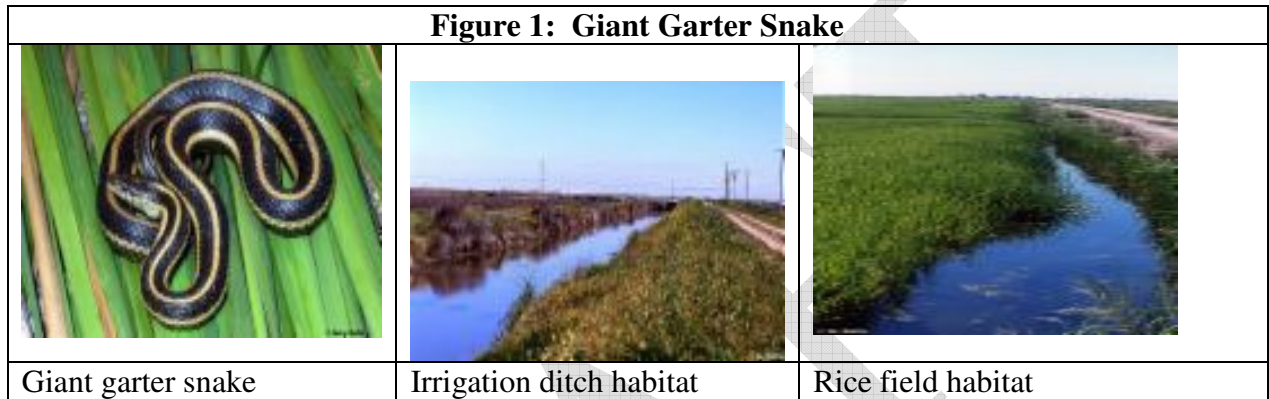 Figure 1: Giant Garter Snake
Giant garter snake
Irrigation ditch habitat
Rice field habitat